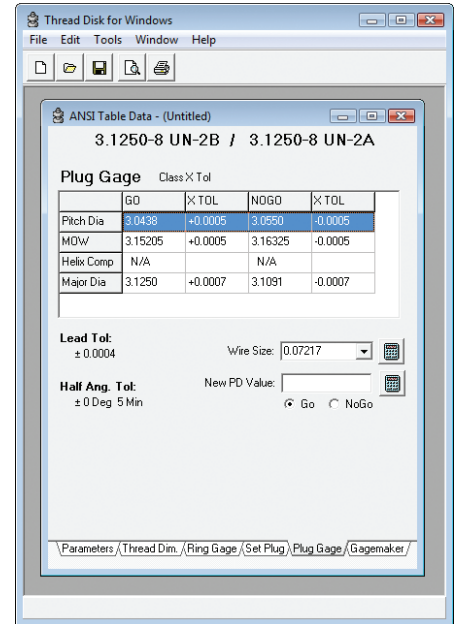 Thread Disk for Windows
File Edit Tools Window Help
ANSI Table Data - (Untitled)
3.1250-8 UN-2B / 3.1250-8 UN-2A
Plug Gage Class X Tol
GO X TOL NOGO X TOL
Pitch Dia 3.0438 +0.0005 3.0550 -0.0005
MOW 3.15205 +0.0005 3.16325 -0.0005
Helix Comp N/A N/A
Major Dia 3.1250 +0.0007 3.1091 -0.0007
Lead Tol:
± 0.0004
Wire Size: 0.07217
Half Ang. Tol:
± 0 Deg 5 Min
New PD Value:
Go NoGo
Parameters Thread Dim. Ring Gage Set Plug Plug Gage Gagemaker